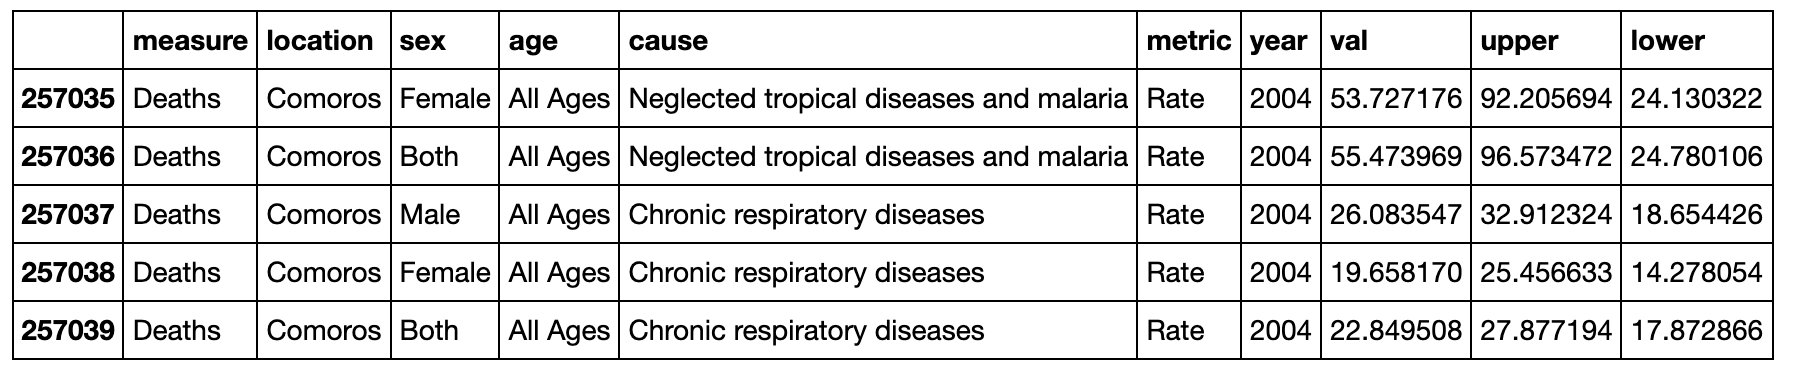 measure location sex age cause metric year val upper lower
257035 Deaths Comoros Female All Ages Neglected tropical diseases and malaria Rate 2004 53.727176 92.205694 24.130322
257036 Deaths Comoros Both All Ages Neglected tropical diseases and malaria Rate 2004 55.473969 96.573472 24.780106
257037 Deaths Comoros Male All Ages Chronic respiratory diseases Rate 2004 26.083547 32.912324 18.654426
257038 Deaths Comoros Female All Ages Chronic respiratory diseases Rate 2004 19.658170 25.456633 14.278054
257039 Deaths Comoros Both All Ages Chronic respiratory diseases Rate 2004 22.849508 27.877194 17.872866